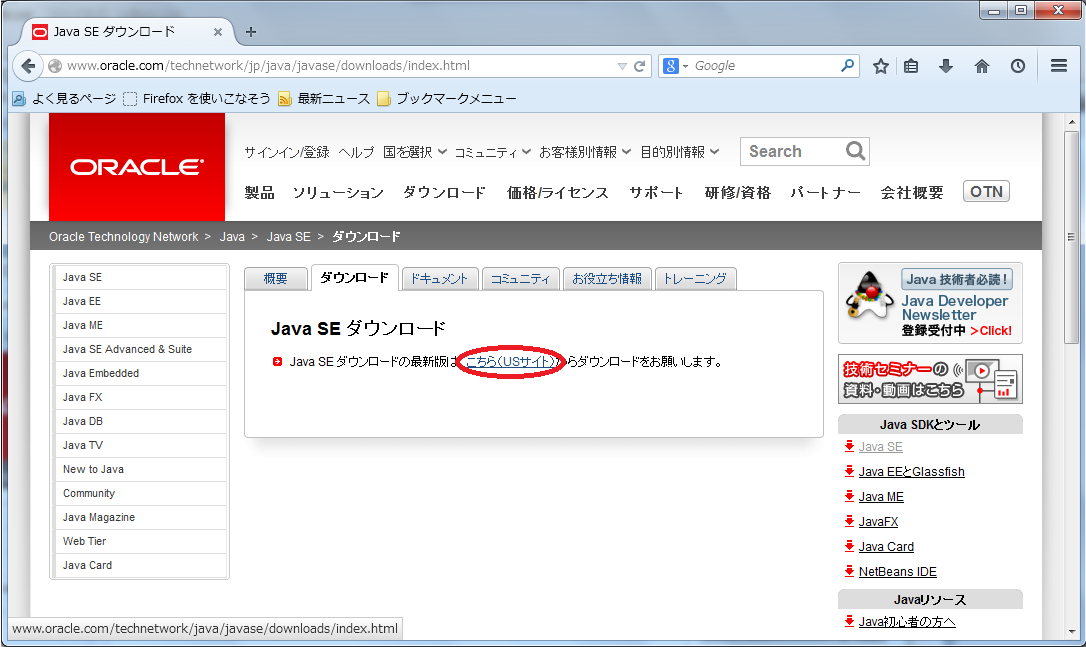 Java SE ダウンロード
www.oracle.com/technetwork/jp/java/javase/downloads/index.html
Google
よく見るページ Firefox を使いこなそう 最新ニュース ブックマークメニュー
ORACLE
サインイン/登録 ヘルプ 国を選択 コミュニティ お客様別情報 目的別情報 Search
製品 ソリューション ダウンロード 価格/ライセンス サポート 研修/資格 パートナー 会社概要 OTN
Oracle Technology Network > Java > Java SE > ダウンロード
Java SE
Java EE
Java ME
Java SE Advanced & Suite
Java Embedded
Java FX
Java DB
Java TV
New to Java
Community
Java Magazine
Web Tier
Java Card
概要 ダウンロード ドキュメント コミュニティ お役立ち情報 トレーニング
Java SE ダウンロード
Java SE ダウンロードの最新版は こちら(USサイト)からダウンロードをお願いします。
Java 技術者必読!
Java Developer
Newsletter
登録受付中 >Click!
技術セミナーの
資料・動画はこちら
Java SDKとツール
Java SE
Java EEとGlassfish
Java ME
JavaFX
Java Card
NetBeans IDE
Javaリソース
Java初心者の方へ
www.oracle.com/technetwork/java/javase/downloads/index.html